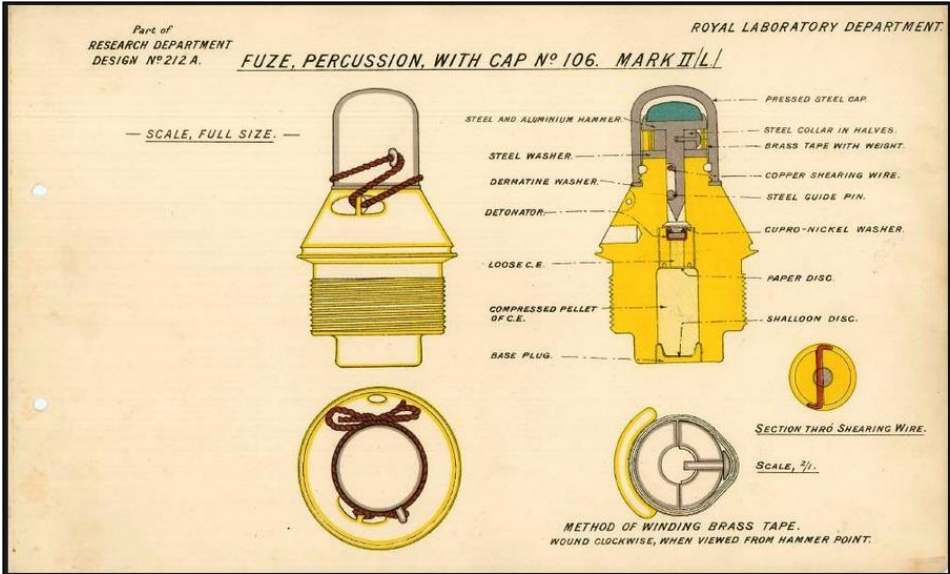 Part of
RESEARCH DEPARTMENT
DESIGN Nº 212 A.
ROYAL LABORATORY DEPARTMENT.
FUZE, PERCUSSION, WITH CAP Nº 106. MARK II/L/
— SCALE, FULL SIZE. —
STEEL AND ALUMINIUM HAMMER.
STEEL WASHER.
DERMATINE WASHER.
DETONATOR.
LOOSE C.E.
COMPRESSED PELLET
OF C.E.
BASE PLUG.
PRESSED STEEL CAP.
STEEL COLLAR IN HALVES.
BRASS TAPE WITH WEIGHT.
COPPER SHEARING WIRE.
STEEL GUIDE PIN.
CUPRO-NICKEL WASHER.
PAPER DISC.
SHALLOON DISC.
SECTION THRO' SHEARING WIRE.
SCALE, 2/1.
METHOD OF WINDING BRASS TAPE.
WOUND CLOCKWISE, WHEN VIEWED FROM HAMMER POINT.